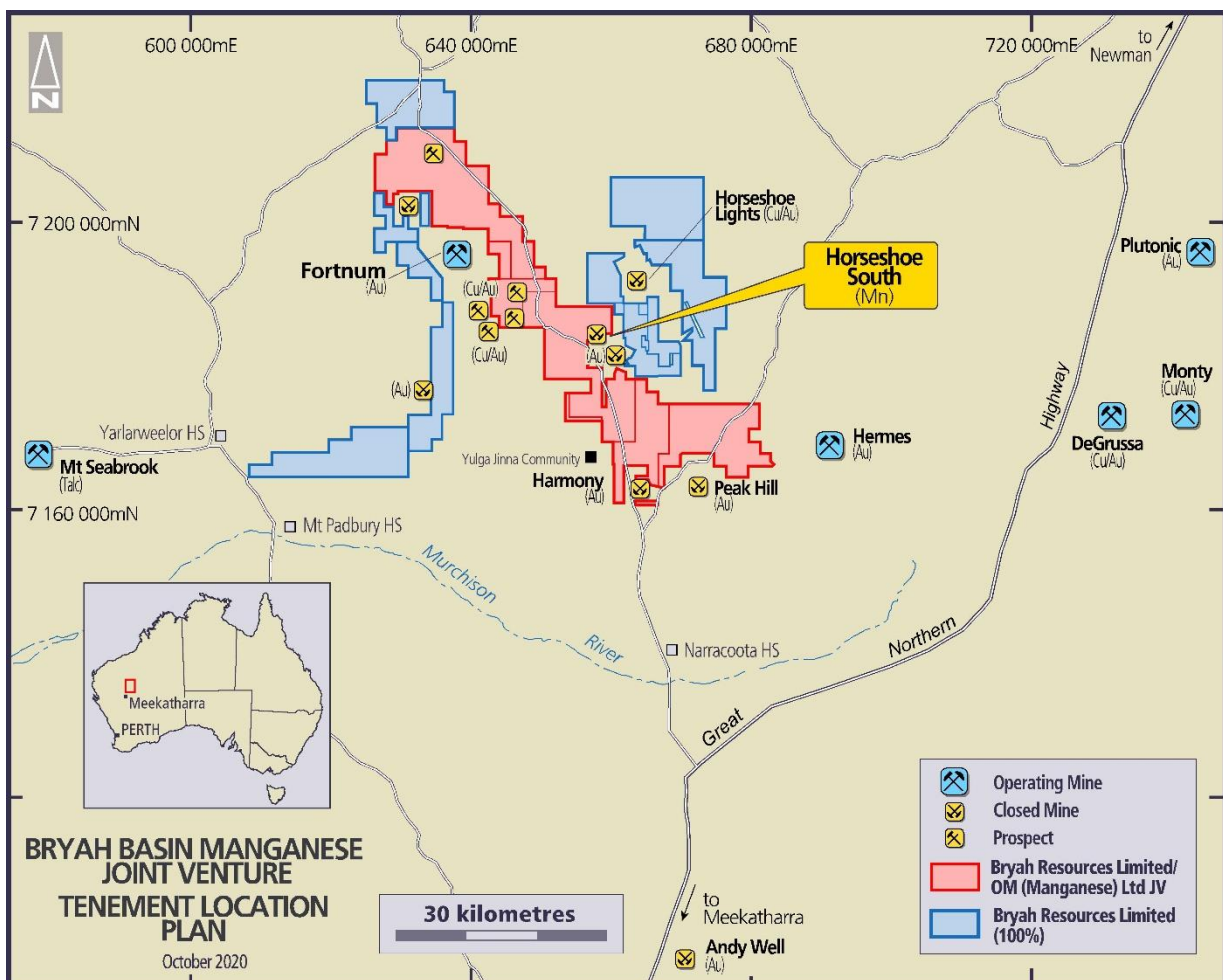 600 000mE
640 000mE
680 000mE
720 000mE
to
Newman
N
7 200 000mN
7 160 000mN
Horseshoe
Lights (Cu/Au)
Fortnum
(Au)
(Cu/Au)
(Cu/Au)
(Au)
(Au)
Horseshoe
South
(Mn)
Plutonic
(Au)
Monty
(Cu/Au)
DeGrussa
(Cu/Au)
Hermes
(Au)
Highway
Yarlarweelor HS
Mt Seabrook
(Talc)
Yulga Jinna Community
Harmony
(Au)
Peak Hill
(Au)
Mt Padbury HS
Murchison
River
Narracoota HS
Northern
Great
Meekatharra
PERTH
BRYAH BASIN MANGANESE
JOINT VENTURE
TENEMENT LOCATION
PLAN
October 2020
30 kilometres
to
Meekatharra
Andy Well
(Au)
Operating Mine
Closed Mine
Prospect
Bryah Resources Limited/
OM (Manganese) Ltd JV
Bryah Resources Limited
(100%)